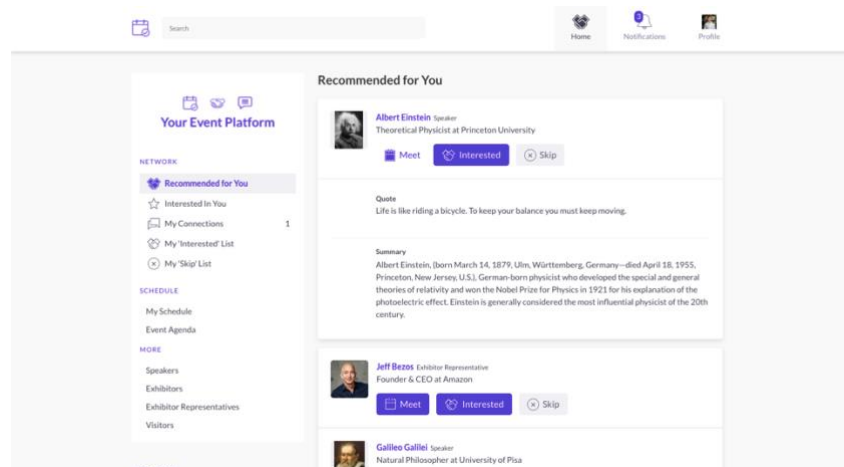 Search
Home
3
Notifications
Profile
Your Event Platform
NETWORK
Recommended for You
Interested In You
My Connections 1
My 'Interested' List
My 'Skip' List
SCHEDULE
My Schedule
Event Agenda
MORE
Speakers
Exhibitors
Exhibitor Representatives
Visitors
Recommended for You
Albert Einstein Speaker
Theoretical Physicist at Princeton University
Meet Interested Skip
Quote
Life is like riding a bicycle. To keep your balance you must keep moving.
Summary
Albert Einstein, (born March 14, 1879, Ulm, Württemberg, Germany—died April 18, 1955,
Princeton, New Jersey, U.S.), German-born physicist who developed the special and general
theories of relativity and won the Nobel Prize for Physics in 1921 for his explanation of the
photoelectric effect. Einstein is generally considered the most influential physicist of the 20th
century.
Jeff Bezos Exhibitor Representative
Founder & CEO at Amazon
Meet Interested Skip
Galileo Galilei Speaker
Natural Philosopher at University of Pisa